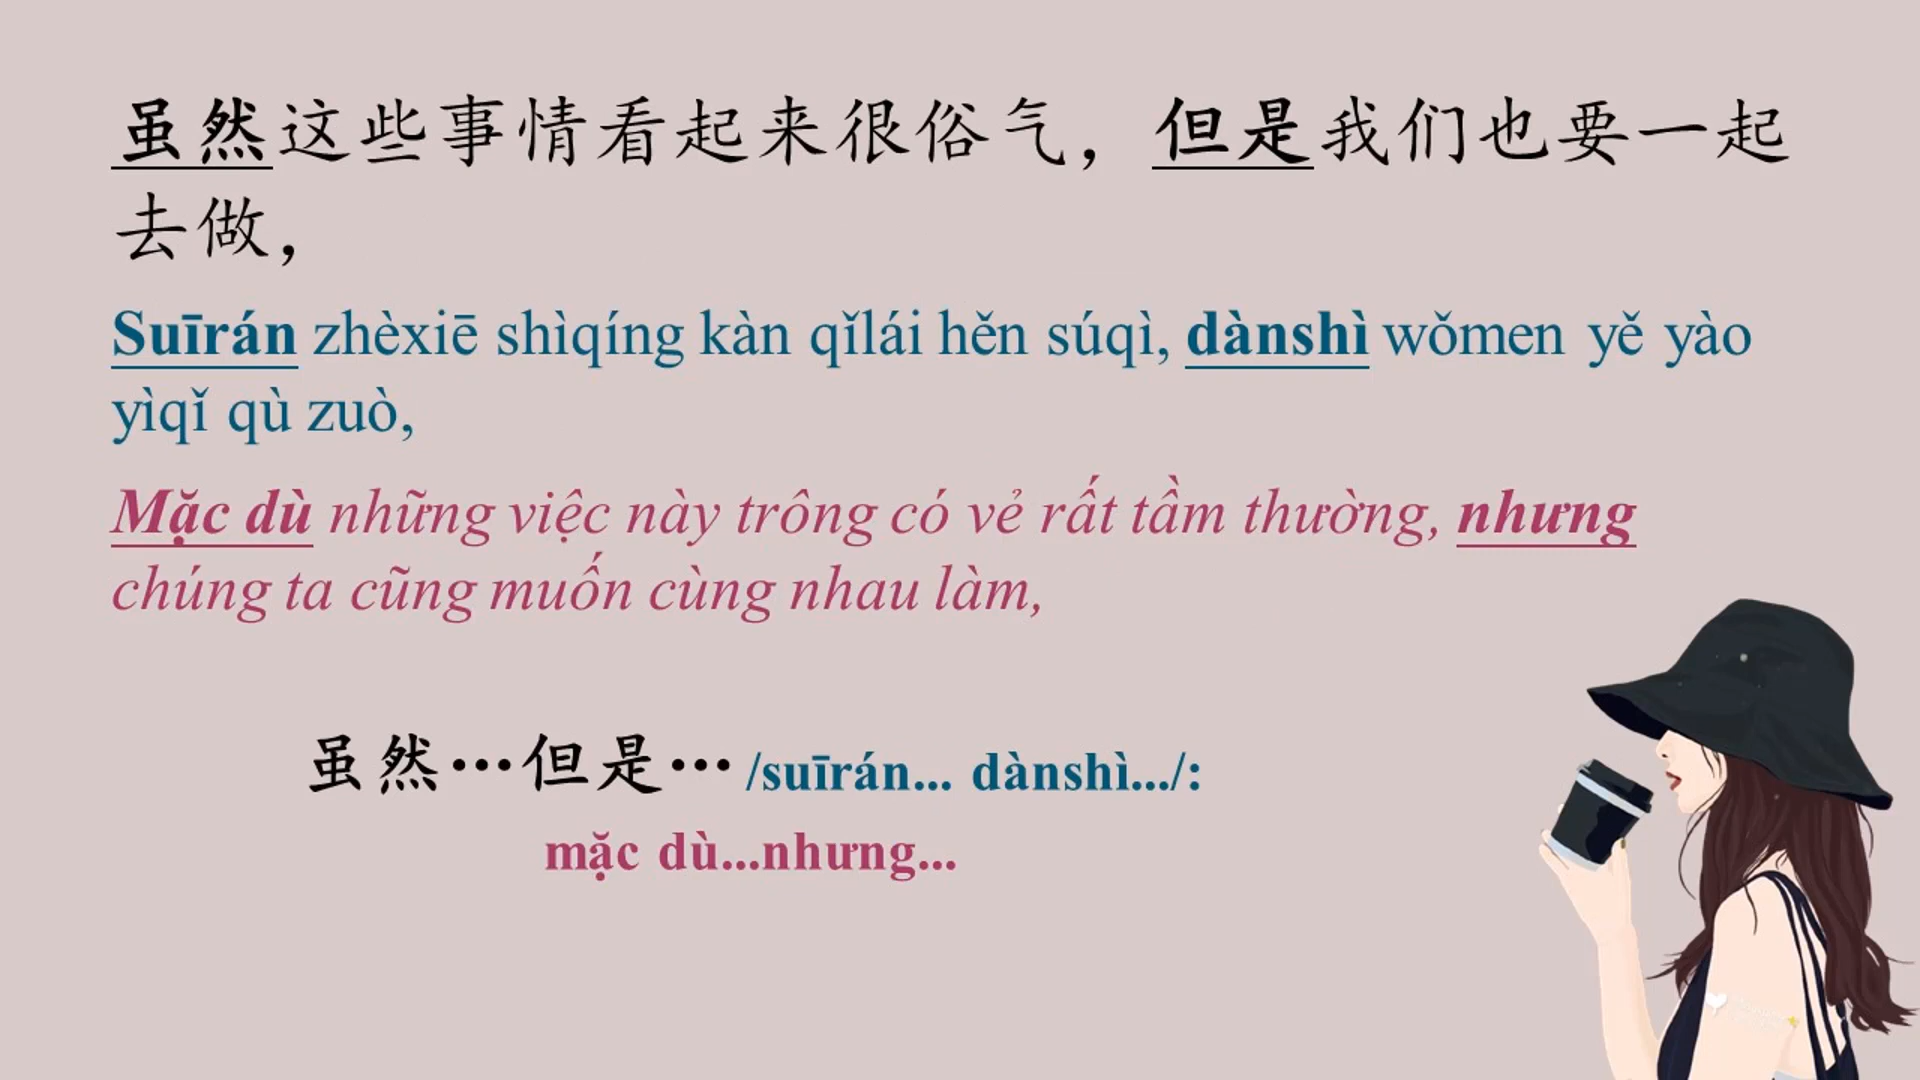 虽然这些事情看起来很俗气，但是我们也要一起
去做，
Suīrán zhèxiē shìqíng kàn qǐlái hěn súqì, dànshì wǒmen yě yào
yìqǐ qù zuò,
Mặc dù những việc này trông có vẻ rất tầm thường, nhưng
chúng ta cũng muốn cùng nhau làm,
虽然…但是… /suīrán... dànshì.../:
mặc dù...nhưng...